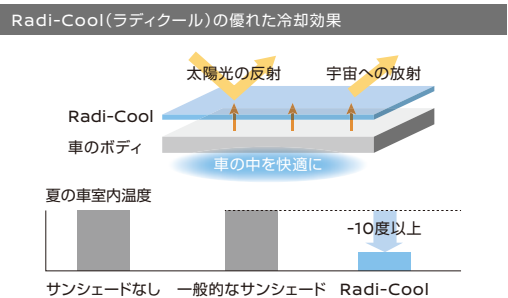 Radi-Cool(ラディクール)の優れた冷却効果
太陽光の反射
宇宙への放射
Radi-Cool
車のボディ
車の中を快適に
夏の車室内温度
-10度以上
サンシェードなし
一般的なサンシェード
Radi-Cool